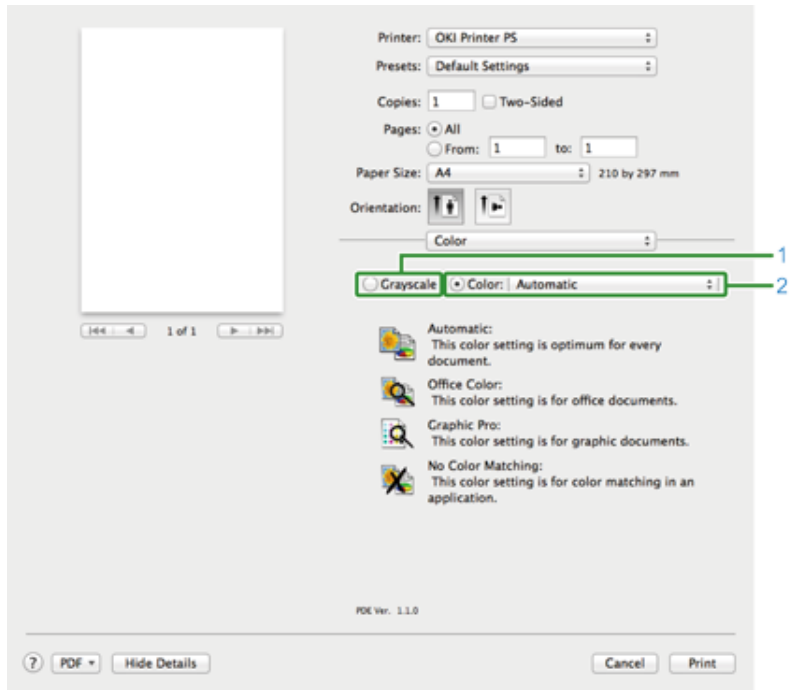 Printer: OKI Printer PS
Presets: Default Settings
Copies: 1 Two-Sided
Pages: All
From: 1 to: 1
Paper Size: A4 210 by 297 mm
Orientation:
Color
1
Grayscale Color: Automatic
2
1 of 1
Automatic:
This color setting is optimum for every
document.
Office Color:
This color setting is for office documents.
Graphic Pro:
This color setting is for graphic documents.
No Color Matching:
This color setting is for color matching in an
application.
PDE Ver. 1.1.0
? PDF Hide Details Cancel Print